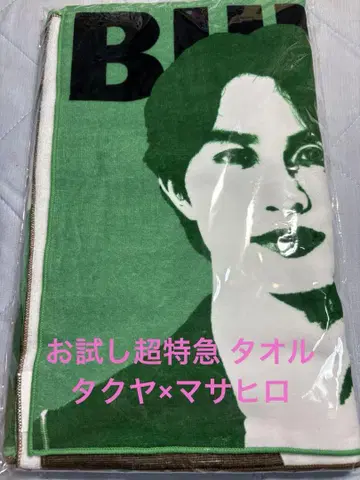 お試し超特急 タオル
タクヤ×マサヒロ